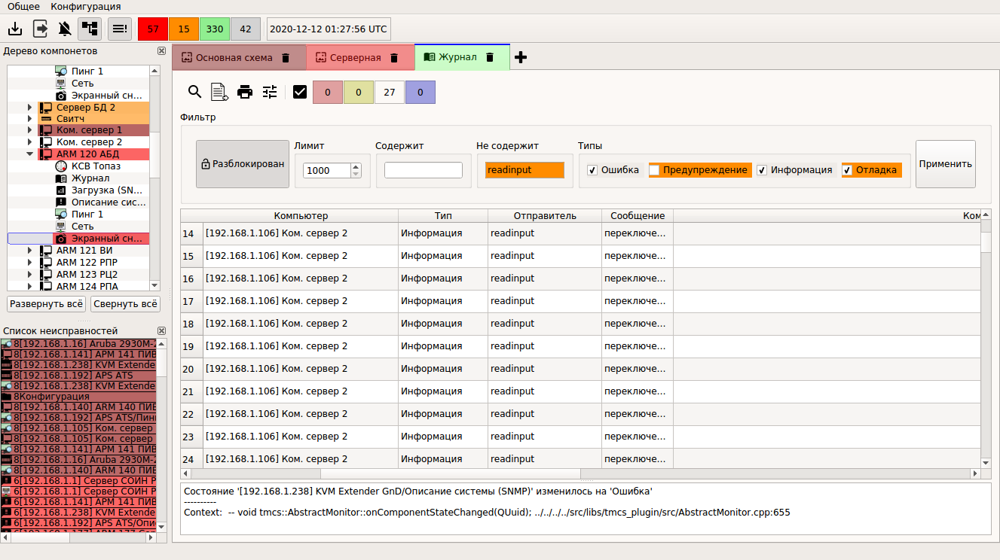 Общее Конфигурация
57 15 330 42 2020-12-12 01:27:56 UTC
Дерево компонетов
Пинг 1
Сеть
Экранный сн...
Сервер БД 2
Свитч
Ком. сервер 1
Ком. сервер 2
ARM 120 АБД
КСВ Топаз
Журнал
Загрузка (SN...
Описание сис...
Пинг 1
Сеть
Экранный сн...
ARM 121 ВИ
ARM 122 РПР
ARM 123 РЦ2
ARM 124 РПА
Развернуть всё Свернуть всё
Список неисправностей
8[192.168.1.16] Aruba 2930M-2
8[192.168.1.141] АРМ 141 ПИВ
8[192.168.1.238] KVM Extende
8[192.168.1.192] APS ATS
8[192.168.1.238] KVM Extende
8Конфигурация
8[192.168.1.140] ARM 140 ПИВ
8[192.168.1.192] APS ATS/Пин
8[192.168.1.105] Ком. сервер
8[192.168.1.105] Ком. сервер
8[192.168.1.141] АРМ 141 ПИВ
8[192.168.1.16] Aruba 2930M-2
8[192.168.1.140] ARM 140 ПИВ
6[192.168.1.1] Сервер СОИН Р
6[192.168.1.1] Сервер СОИН Р
6[192.168.1.141] АРМ 141 ПИВ
6[192.168.1.238] KVM Extende
6[192.168.1.192] APS ATS/Опи
Основная схема Серверная Журнал
0 0 27 0
Фильтр
Разблокирован
Лимит Содержит Не содержит Типы
1000 readinput Ошибка Предупреждение Информация Отладка
Применить
Компьютер Тип Отправитель Сообщение Ком
14 [192.168.1.106] Ком. сервер 2 Информация readinput переключе...
15 [192.168.1.106] Ком. сервер 2 Информация readinput переключе...
16 [192.168.1.106] Ком. сервер 2 Информация readinput переключе...
17 [192.168.1.106] Ком. сервер 2 Информация readinput переключе...
18 [192.168.1.106] Ком. сервер 2 Информация readinput переключе...
19 [192.168.1.106] Ком. сервер 2 Информация readinput переключе...
20 [192.168.1.106] Ком. сервер 2 Информация readinput переключе...
21 [192.168.1.106] Ком. сервер 2 Информация readinput переключе...
22 [192.168.1.106] Ком. сервер 2 Информация readinput переключе...
23 [192.168.1.106] Ком. сервер 2 Информация readinput переключе...
24 [192.168.1.106] Ком. сервер 2 Информация readinput переключе...
Состояние '[192.168.1.238] KVM Extender GnD/Описание системы (SNMP)' изменилось на 'Ошибка'
----------
Context: -- void tmcs::AbstractMonitor::onComponentStateChanged(QUuid); ../../../../src/libs/tmcs_plugin/src/AbstractMonitor.cpp:655